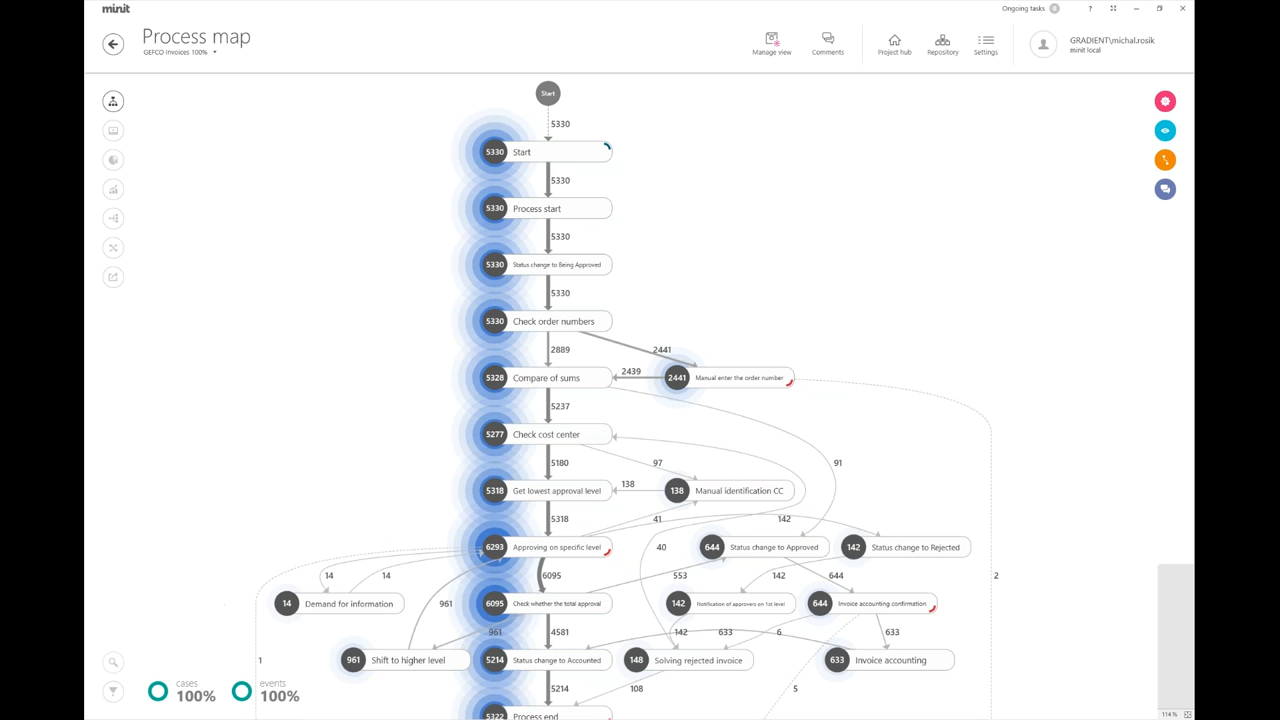 minit
Ongoing tasks 0 ?
Process map
GEFCO Invoices 100%
Manage view
Comments
Project hub
Repository
Settings
GRADIENT\michal.rosik
minit local
Start
5330
5330 Start
5330
5330 Process start
5330
5330 Status change to Being Approved
5330
5330 Check order numbers
2889 2441
5328 Compare of sums 2439 2441 Manual enter the order number
5237
5277 Check cost center
5180 97 91
5318 Get lowest approval level 138 138 Manual identification CC
5318 41 142
6293 Approving on specific level 40 644 Status change to Approved 142 Status change to Rejected
14 14 961 6095 553 142 644 2
14 Demand for information 6095 Check whether the total approval 142 Notification of approvers on 1st level 644 Invoice accounting confirmation
961 4581 142 633 6 633
1 961 Shift to higher level 5214 Status change to Accounted 148 Solving rejected invoice 633 Invoice accounting
5214 108 5
cases
100%
events
100%
5322 Process end
114 %